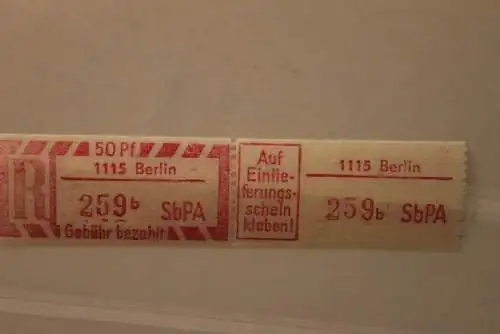 50 Pf
1115 Berlin
R
259b SbPA
Gebühr bezahlt
Auf
Einlie-
ferungs-
schein
kleben!
1115 Berlin
259b SbPA